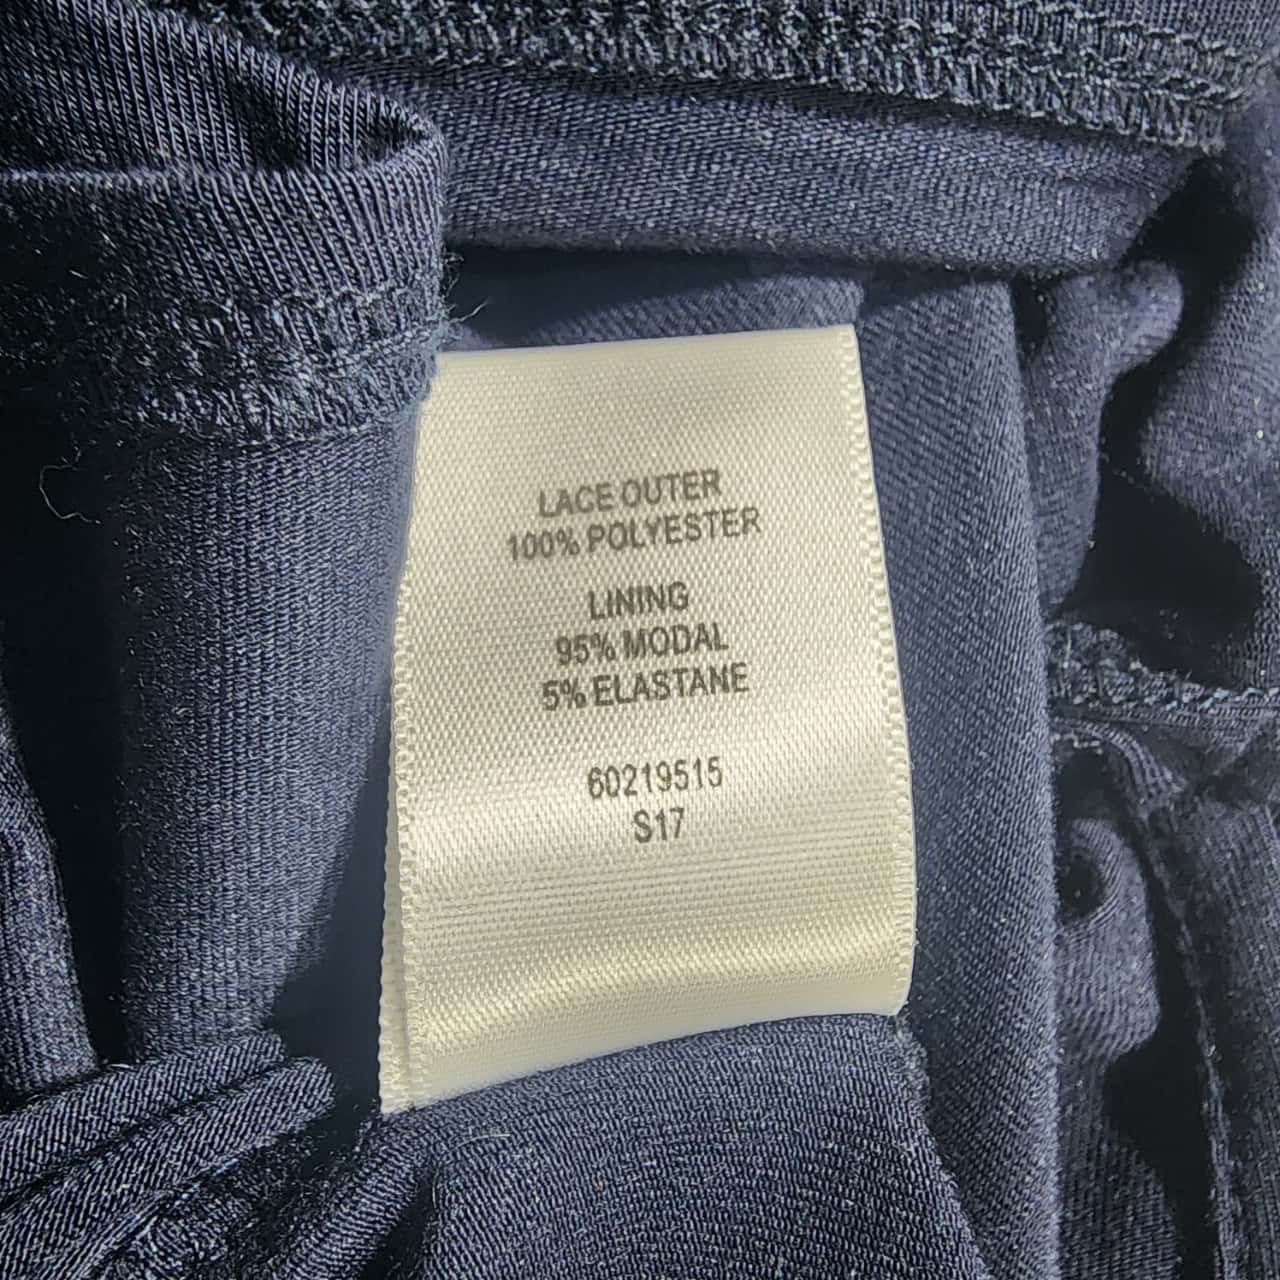 LACE OUTER
100% POLYESTER
LINING
95% MODAL
5% ELASTANE
60219515
S17